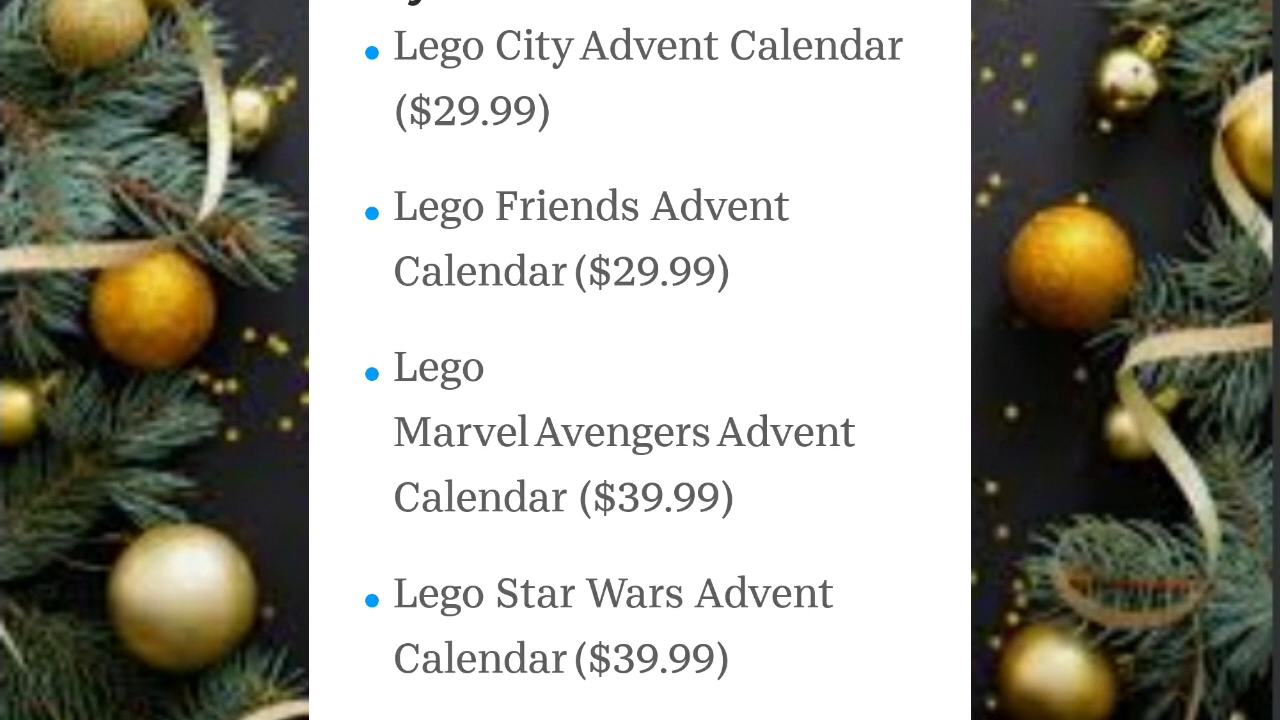 Lego City Advent Calendar
($29.99)
Lego Friends Advent
Calendar ($29.99)
Lego
Marvel Avengers Advent
Calendar ($39.99)
Lego Star Wars Advent
Calendar ($39.99)